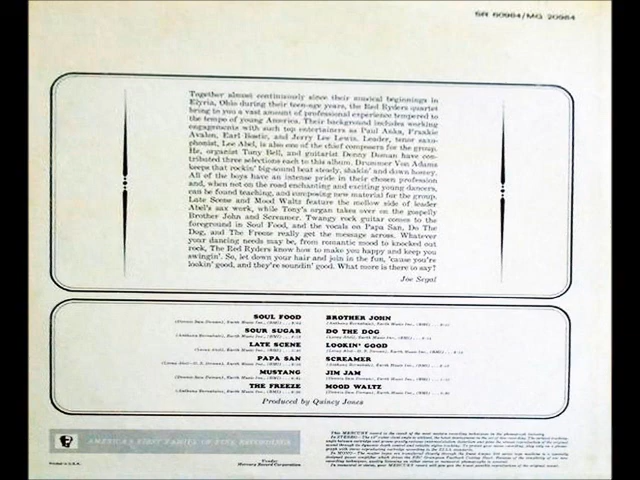 SR 60964/MG 20964
Together almost continuously since their musical beginnings in
Elyria, Ohio during their teen-age years, the Red Ryders quartet
bring to you a vast amount of professional experience tempered to
the tempo of young America. Their background includes working
engagements with such top entertainers as Paul Anka, Frankie
Avalon, Earl Bostic, and Jerry Lee Lewis. Leader, tenor saxo-
phonist, Lee Abel, is also one of the chief composers for the group.
He, organist Tony Bell, and guitarist Denny Doman have con-
tributed three selections each to this album. Drummer Von Adams
keeps that rockin' big-sound beat steady, shakin' and down honey.
All of the boys have an intense pride in their chosen profession
and, when not on the road enchanting and exciting young dancers,
can be found teaching, and composing new material for the group.
Late Scene and Mood Waltz feature the mellow side of leader
Abel's sax work, while Tony's organ takes over on the gospelly
Brother John and Screamer. Twangy rock guitar comes to the
foreground in Soul Food, and the vocals on Papa San, Do The
Dog, and The Freeze really get the message across. Whatever
your dancing needs may be, from romantic mood to knocked out
rock, The Red Ryders know how to make you happy and keep you
swingin'. So, let down your hair and join in the fun, 'cause you're
lookin' good, and they're soundin' good. What more is there to say?
Joe Segal
SOUL FOOD
SOUR SUGAR
LATE SCENE
PAPA SAN
MUSTANG
THE FREEZE
BROTHER JOHN
DO THE DOG
LOOKIN' GOOD
SCREAMER
JIM JAM
MOOD WALTZ
Produced by Quincy Jones
AMERICA'S FIRST FAMILY OF FINE RECORDINGS
Printed in U.S.A.
Vendor:
Mercury Record Corporation